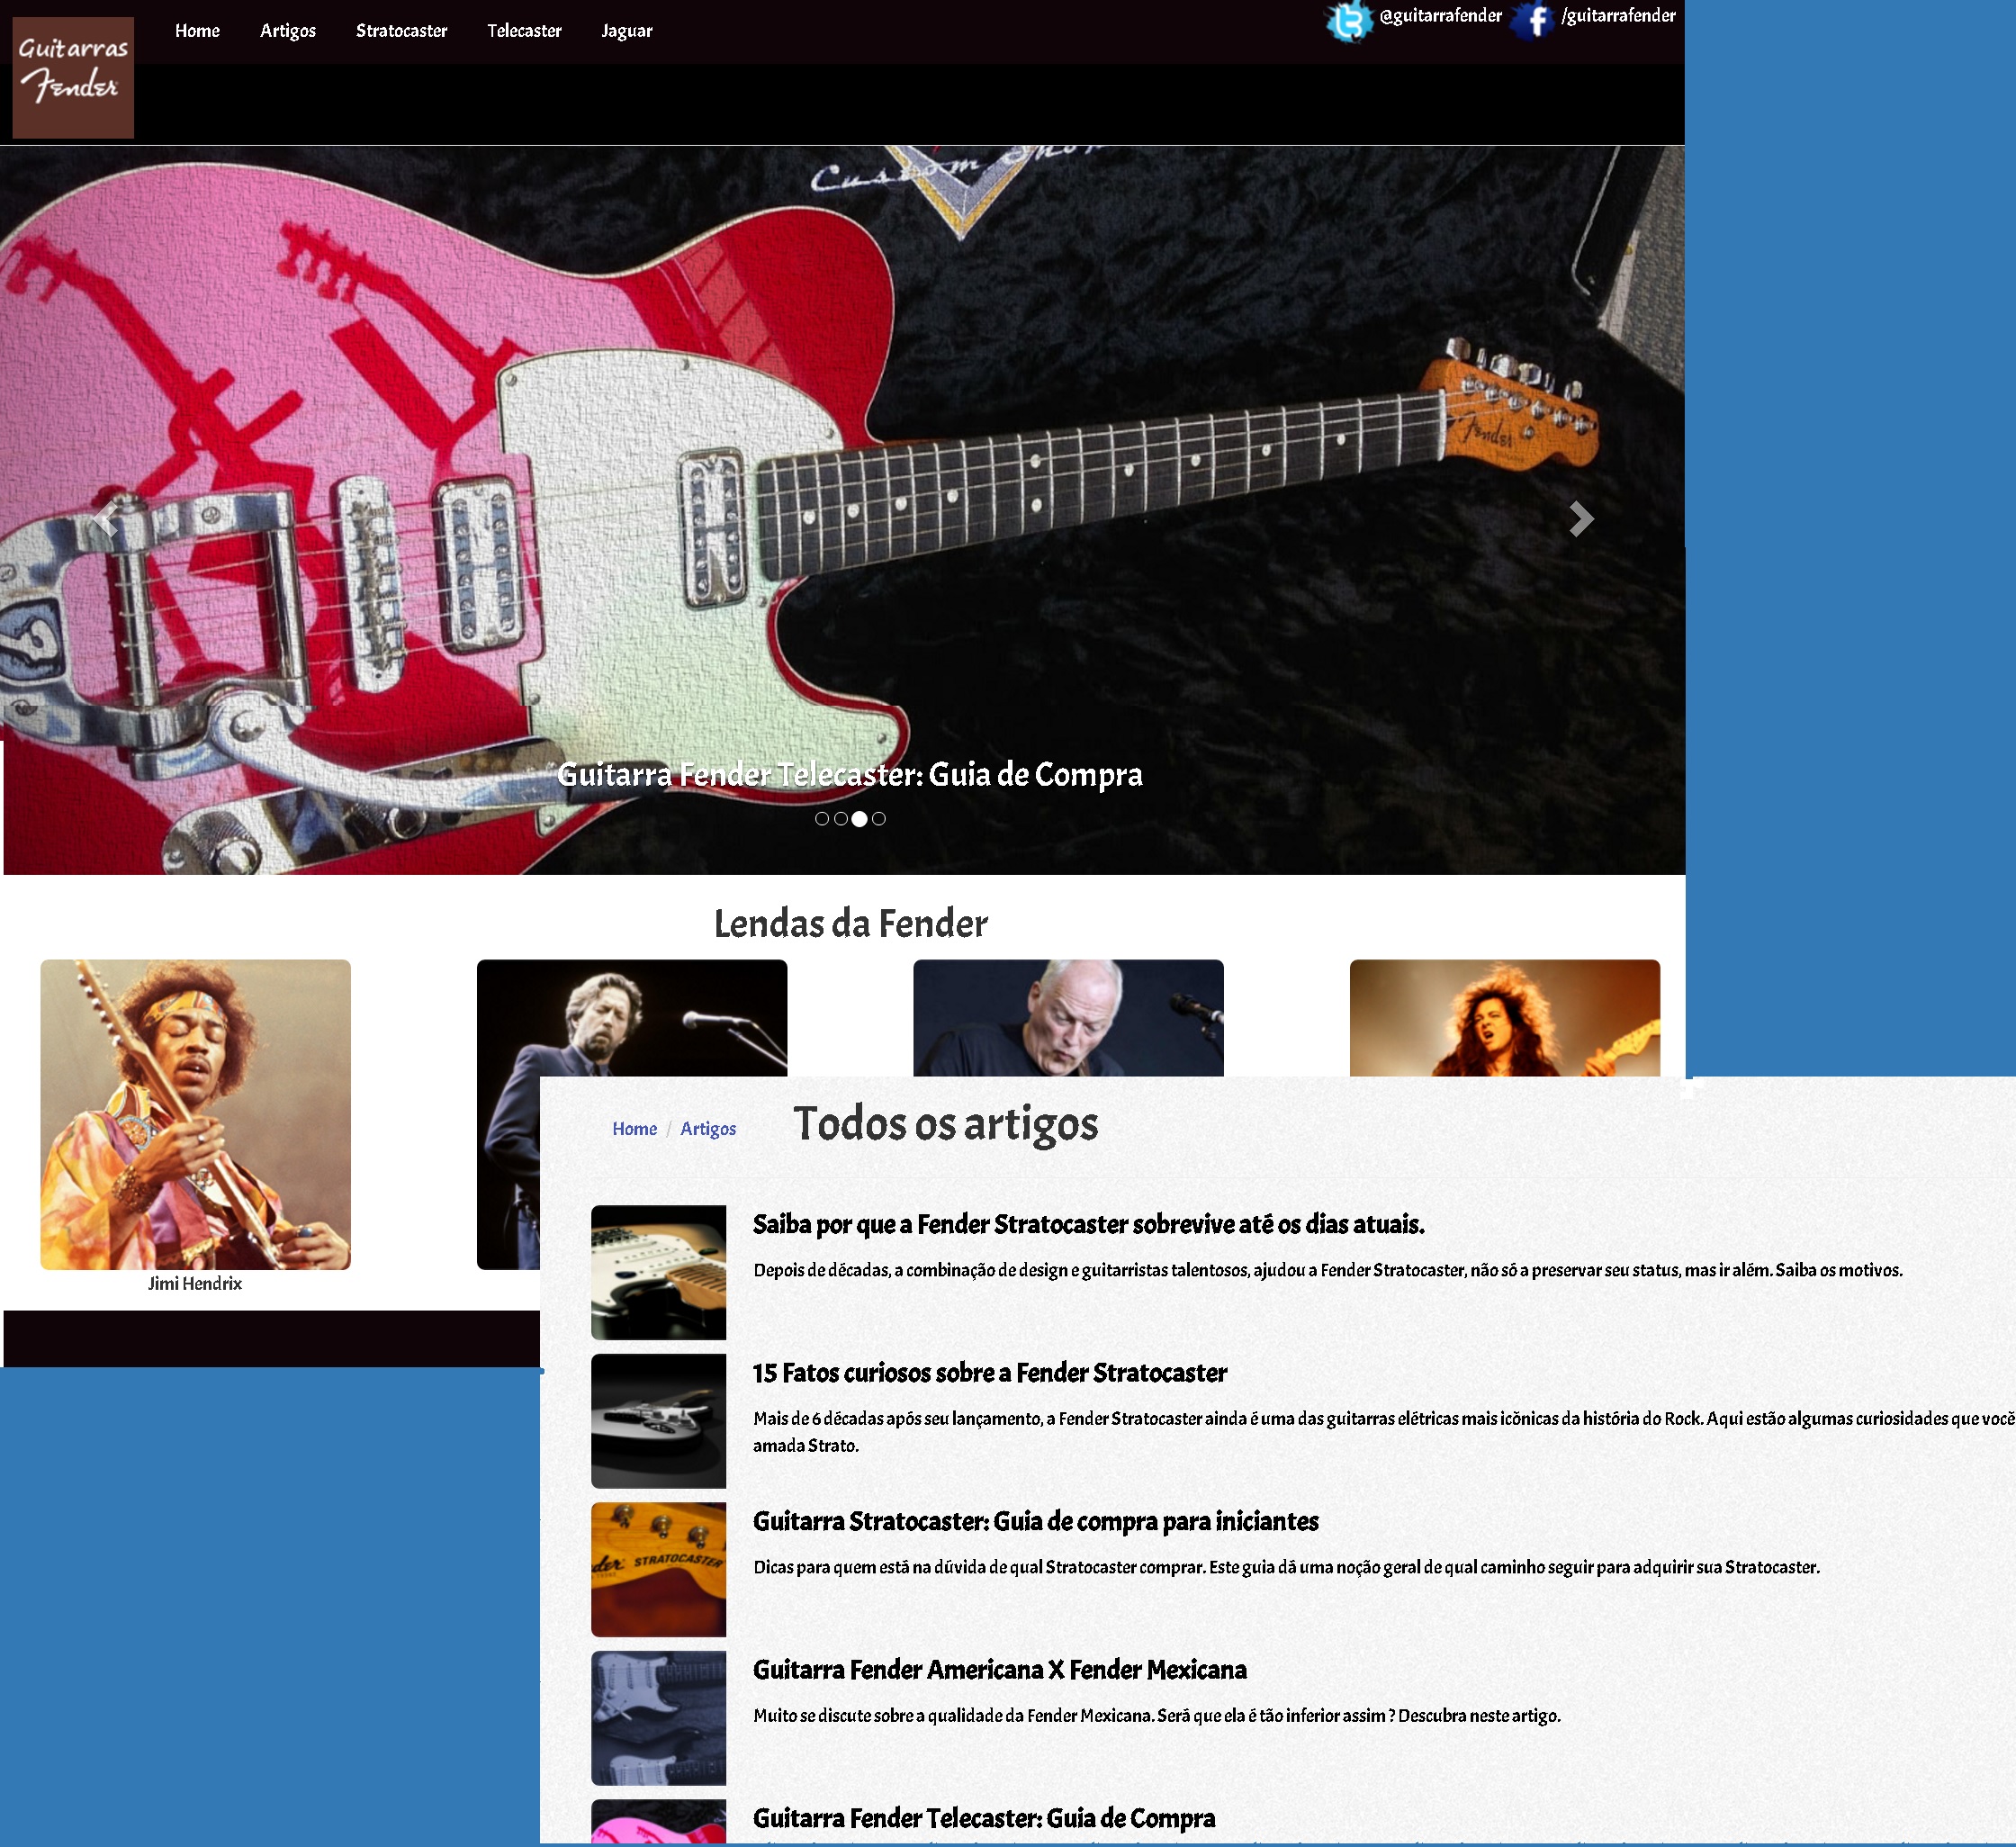 Guitarras
Fender
Home Artigos Stratocaster Telecaster Jaguar
@guitarrafender /guitarrafender
Custom Shop
Fender
Guitarra Fender Telecaster: Guia de Compra
Lendas da Fender
Jimi Hendrix
Home / Artigos
Todos os artigos
Saiba por que a Fender Stratocaster sobrevive até os dias atuais.
Depois de décadas, a combinação de design e guitarristas talentosos, ajudou a Fender Stratocaster, não só a preservar seu status, mas ir além. Saiba os motivos.
15 Fatos curiosos sobre a Fender Stratocaster
Mais de 6 décadas após seu lançamento, a Fender Stratocaster ainda é uma das guitarras elétricas mais icônicas da história do Rock. Aqui estão algumas curiosidades que você
amada Strato.
Guitarra Stratocaster: Guia de compra para iniciantes
Dicas para quem está na dúvida de qual Stratocaster comprar. Este guia dá uma noção geral de qual caminho seguir para adquirir sua Stratocaster.
STRATOCASTER
Guitarra Fender Americana X Fender Mexicana
Muito se discute sobre a qualidade da Fender Mexicana. Será que ela é tão inferior assim ? Descubra neste artigo.
Guitarra Fender Telecaster: Guia de Compra